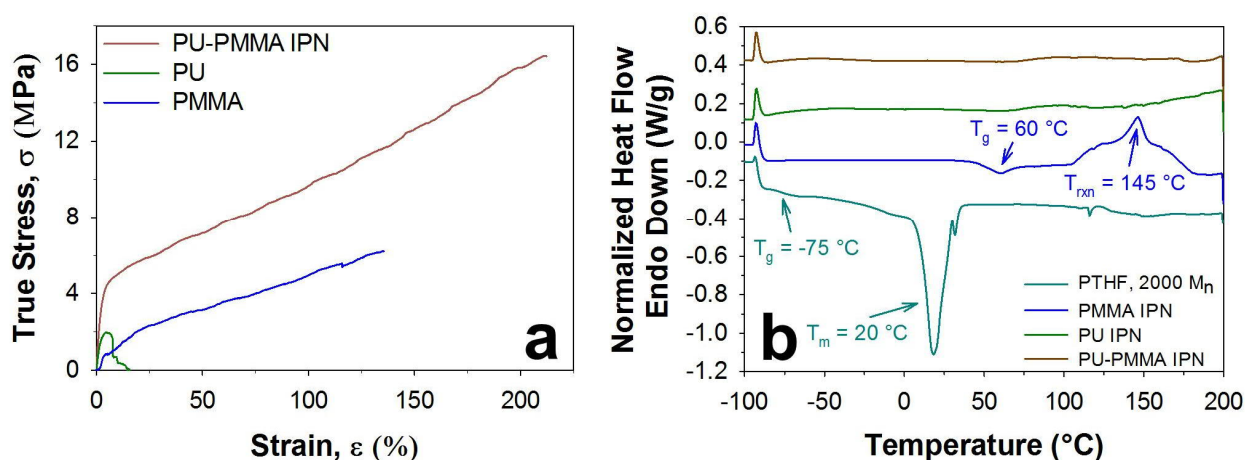 True Stress, σ (MPa)
16
12
8
4
0
PU-PMMA IPN
PU
PMMA
a
0 50 100 150 200
Strain, ε (%)
Normalized Heat Flow
Endo Down (W/g)
0.6
0.4
0.2
0.0
-0.2
-0.4
-0.6
-0.8
-1.0
-1.2
Tg = 60 °C
Trxn = 145 °C
Tg = -75 °C
Tm = 20 °C
b
PTHF, 2000 Mn
PMMA IPN
PU IPN
PU-PMMA IPN
-100 -50 0 50 100 150 200
Temperature (°C)